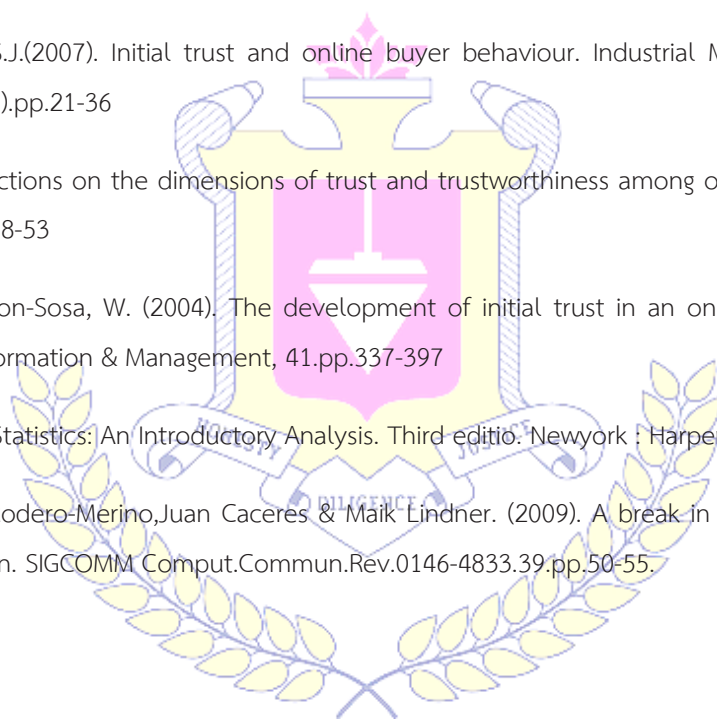 S.J.(2007). Initial trust and online buyer behaviour. Industrial M
).pp.21-36
ctions on the dimensions of trust and trustworthiness among o
8-53
on-Sosa, W. (2004). The development of initial trust in an on
ormation & Management, 41.pp.337-397
Statistics: An Introductory Analysis. Third editio. Newyork : Harpe
HONESTY
JUSTICE
DILIGENCE
odero-Merino,Juan Caceres & Maik Lindner. (2009). A break in
n. SIGCOMM Comput.Commun.Rev.0146-4833.39.pp.50-55.